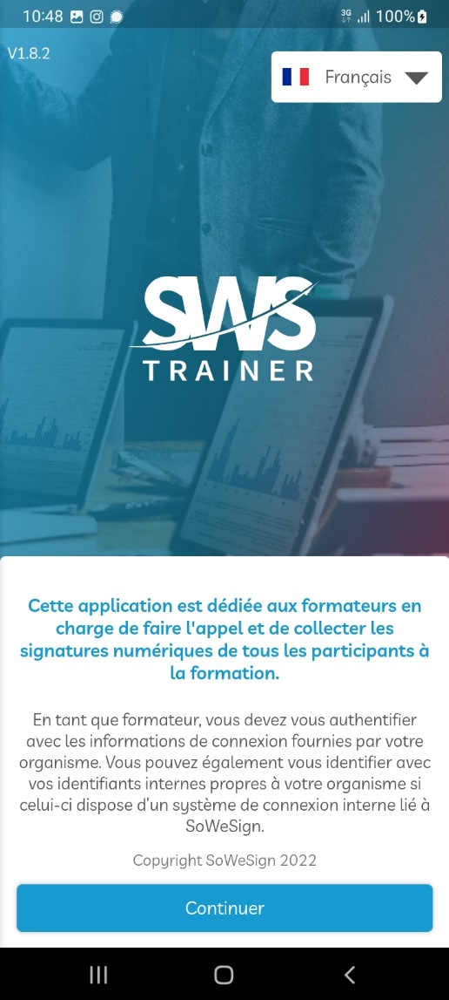 10:48
3G
100%
V1.8.2
Français
SWS
TRAINER
Cette application est dédiée aux formateurs en
charge de faire l'appel et de collecter les
signatures numériques de tous les participants à
la formation.
En tant que formateur, vous devez vous authentifier
avec les informations de connexion fournies par votre
organisme. Vous pouvez également vous identifier avec
vos identifiants internes propres à votre organisme si
celui-ci dispose d'un système de connexion interne lié à
SoWeSign.
Copyright SoWeSign 2022
Continuer